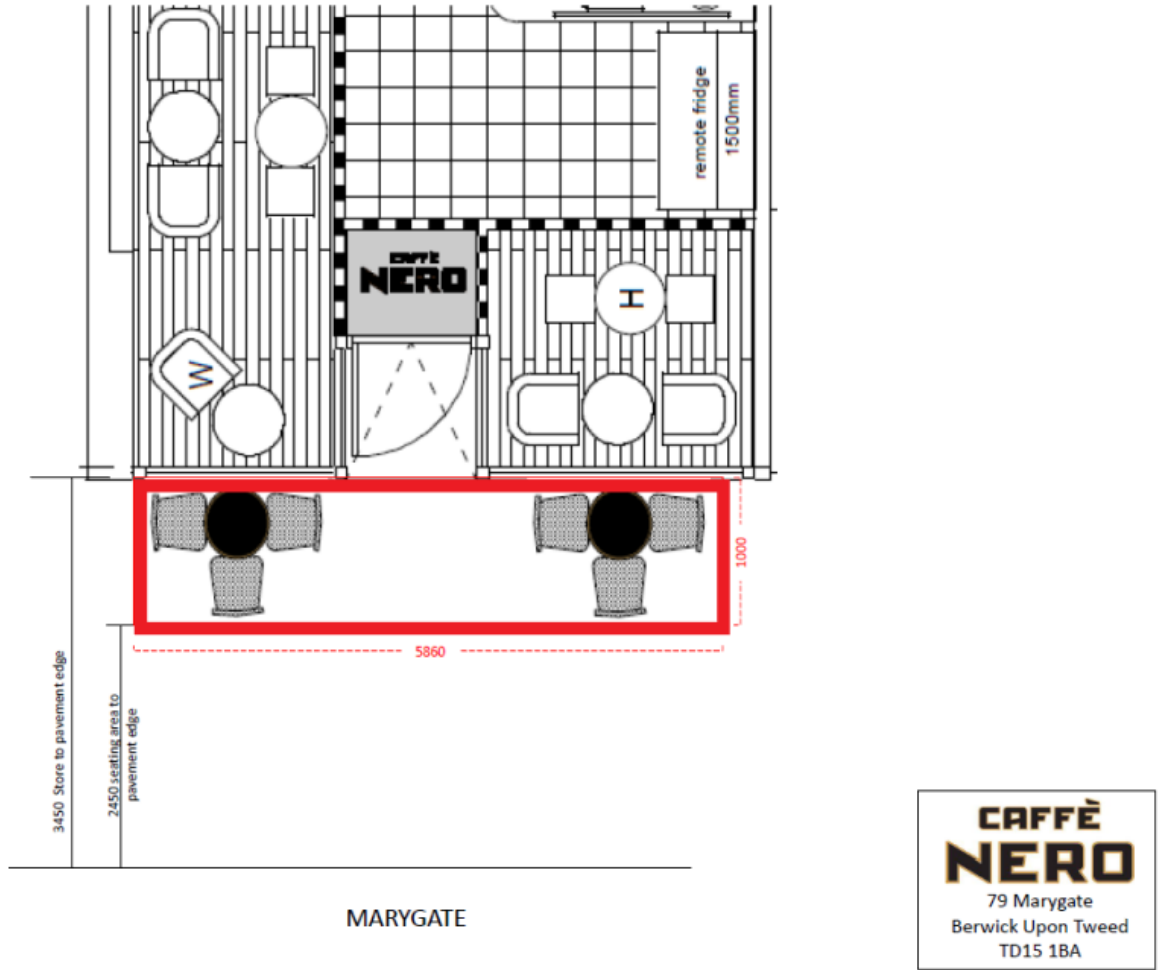 remote fridge
1500mm
CAFFÈ
NERO
H
W
1000
5860
3450 Store to pavement edge
2450 seating area to
pavement edge
MARYGATE
CAFFÈ
NERO
79 Marygate
Berwick Upon Tweed
TD15 1BA